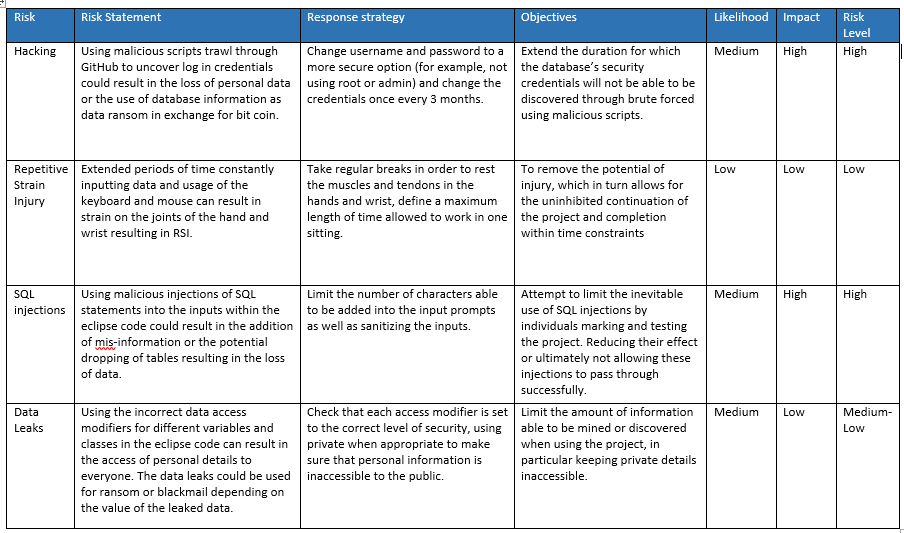 Risk
Risk Statement
Response strategy
Objectives
Likelihood
Impact
Risk
Level
Hacking
Using malicious scripts trawl through
GitHub to uncover log in credentials
could result in the loss of personal data
or the use of database information as
data ransom in exchange for bit coin.
Change username and password to a
more secure option (for example, not
using root or admin) and change the
credentials once every 3 months.
Extend the duration for which
the database's security
credentials will not be able to be
discovered through brute forced
using malicious scripts.
Medium
High
High
Repetitive
Strain
Injury
Extended periods of time constantly
inputting data and usage of the
keyboard and mouse can result in
strain on the joints of the hand and
wrist resulting in RSI.
Take regular breaks in order to rest
the muscles and tendons in the
hands and wrist, define a maximum
length of time allowed to work in one
sitting.
To remove the potential of
injury, which in turn allows for
the uninhibited continuation of
the project and completion
within time constraints
Low
Low
Low
SQL
injections
Using malicious injections of SQL
statements into the inputs within the
eclipse code could result in the addition
of mis-information or the potential
dropping of tables resulting in the loss
of data.
Limit the number of characters able
to be added into the input prompts
as well as sanitizing the inputs.
Attempt to limit the inevitable
use of SQL injections by
individuals marking and testing
the project. Reducing their effect
or ultimately not allowing these
injections to pass through
successfully.
Medium
High
High
Data
Leaks
Using the incorrect data access
modifiers for different variables and
classes in the eclipse code can result in
the access of personal details to
everyone. The data leaks could be used
for ransom or blackmail depending on
the value of the leaked data.
Check that each access modifier is set
to the correct level of security, using
private when appropriate to make
sure that personal information is
inaccessible to the public.
Limit the amount of information
able to be mined or discovered
when using the project, in
particular keeping private details
inaccessible.
Medium
Low
Medium-
Low